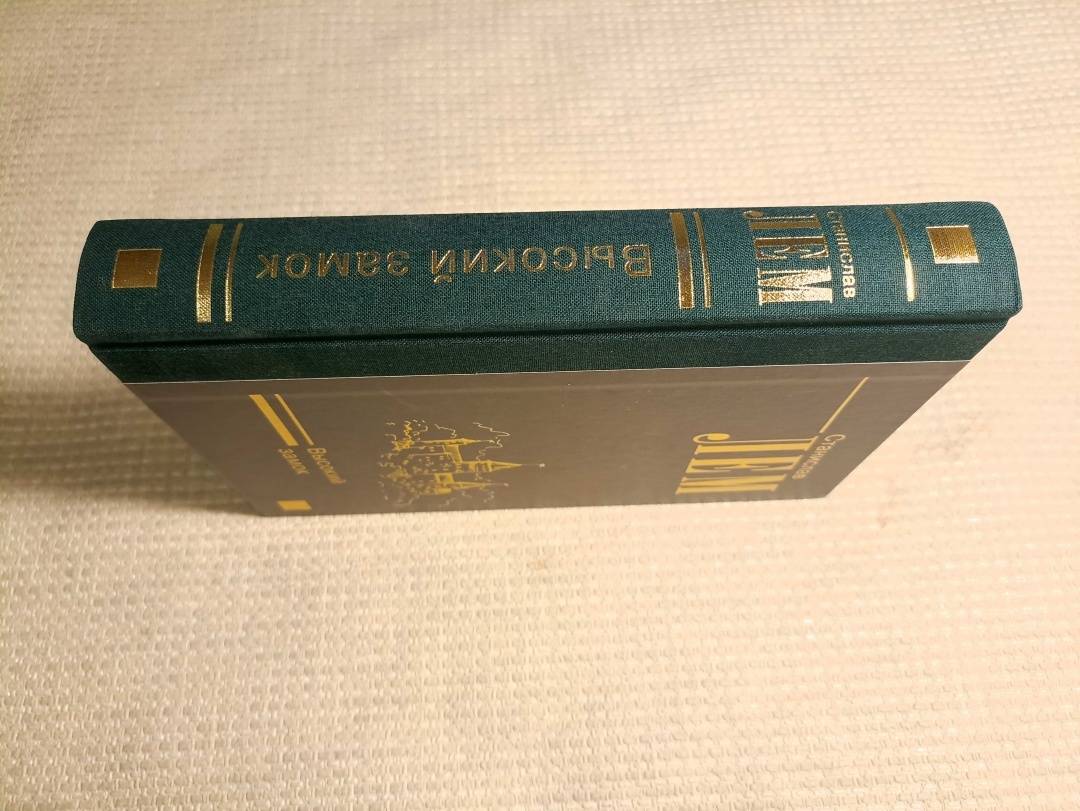 Станислав
ЛЕМ
Высокий замок
Станислав
ЛЕМ
Высокий
замок